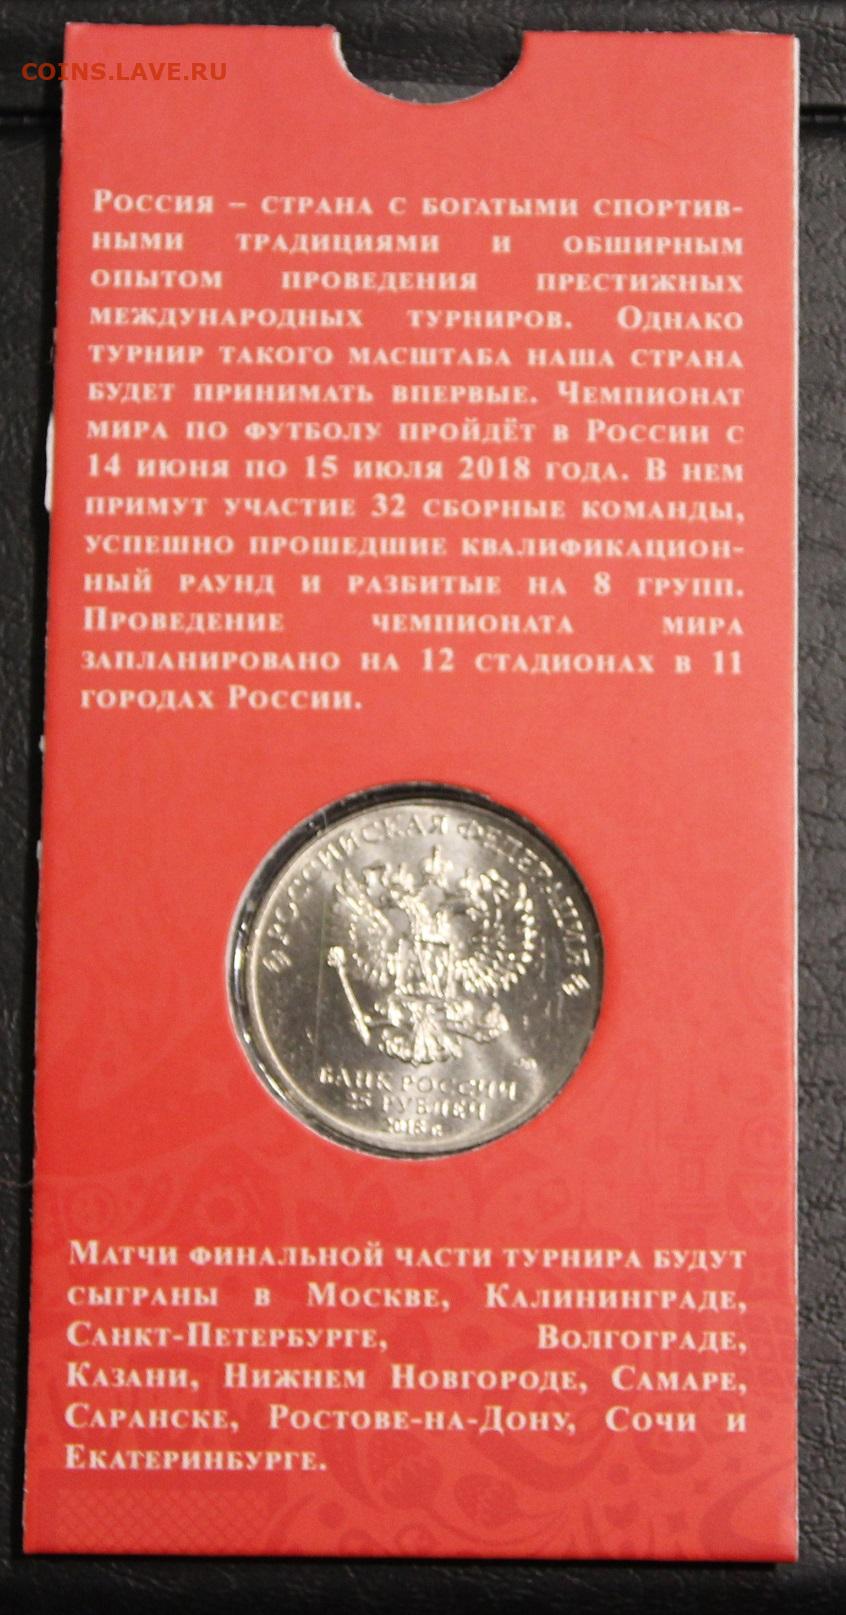 COINS.LAVE.RU
Россия – страна с богатыми спортив-
ными традициями и обширным
опытом проведения престижных
международных турниров. Однако
турнир такого масштаба наша страна
будет принимать впервые. Чемпионат
мира по футболу пройдёт в России с
14 июня по 15 июля 2018 года. В нем
примут участие 32 сборные команды,
успешно прошедшие квалификацион-
ный раунд и разбитые на 8 групп.
Проведение чемпионата мира
запланировано на 12 стадионах в 11
городах России.
РОССИЙСКАЯ ФЕДЕРАЦИЯ
БАНК РОССИИ
25 РУБЛЕЙ
2018 г.
Матчи финальной части турнира будут
сыграны в Москве, Калининграде,
Санкт-Петербурге, Волгограде,
Казани, Нижнем Новгороде, Самаре,
Саранске, Ростове-на-Дону, Сочи и
Екатеринбурге.